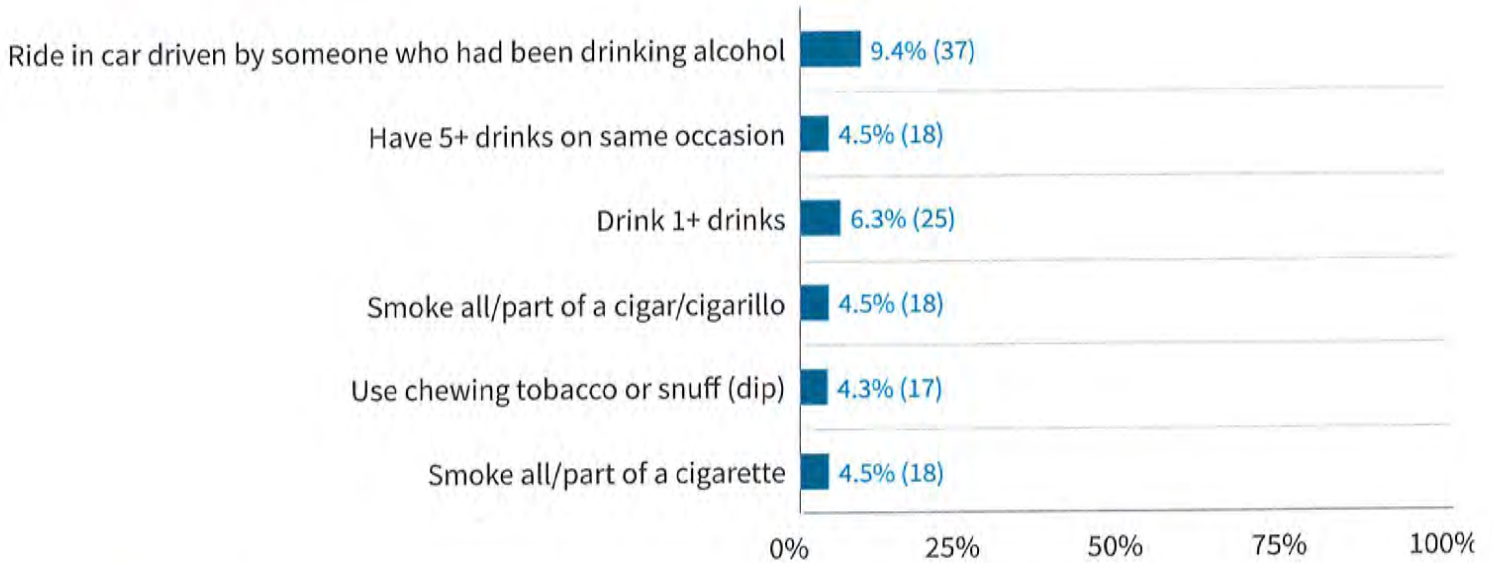 Ride in car driven by someone who had been drinking alcohol 9.4% (37)
Have 5+ drinks on same occasion 4.5% (18)
Drink 1+ drinks 6.3% (25)
Smoke all/part of a cigar/cigarillo 4.5% (18)
Use chewing tobacco or snuff (dip) 4.3% (17)
Smoke all/part of a cigarette 4.5% (18)
0% 25% 50% 75% 100%